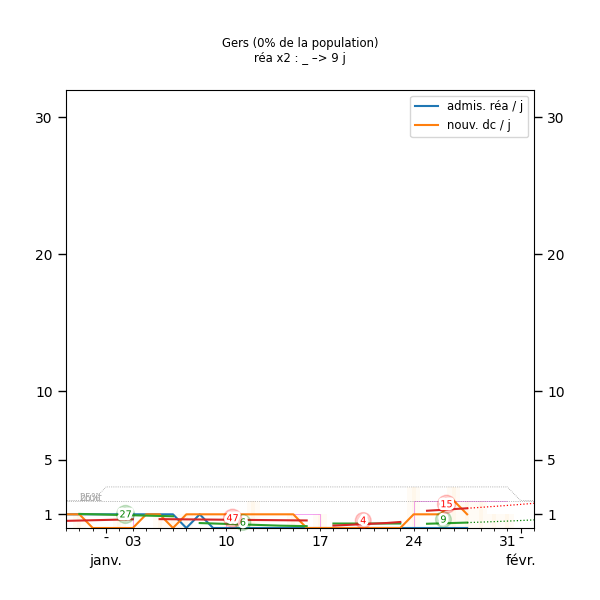 Gers (0% de la population)
réa x2 : _ –> 9 j
admis. réa / j
nouv. dc / j
30 30
20 20
10 10
5 5
1 1
27 47 6 4 15 9
- 03 10 17 24 31 -
janv. févr.